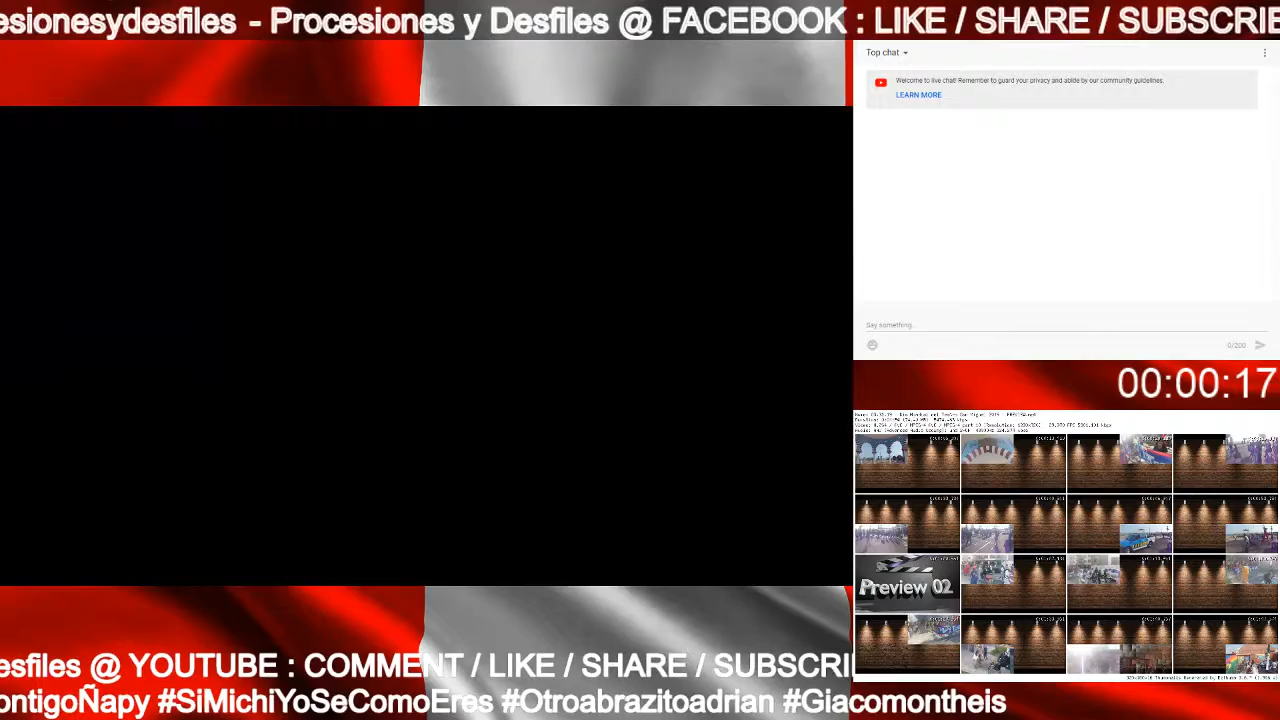 esionesydesfiles - Procesiones y Desfiles @ FACEBOOK : LIKE / SHARE / SUBSCRIE
Top chat
Welcome to live chat! Remember to guard your privacy and abide by our community guidelines.
LEARN MORE
Say something...
0/200
00:00:17
Preview 02
esfiles @ YOUTUBE : COMMENT / LIKE / SHARE / SUBSCRI
ontigoÑapy #SiMichiYoSeComoEres #Otroabrazitoadrian #Giacomontheis